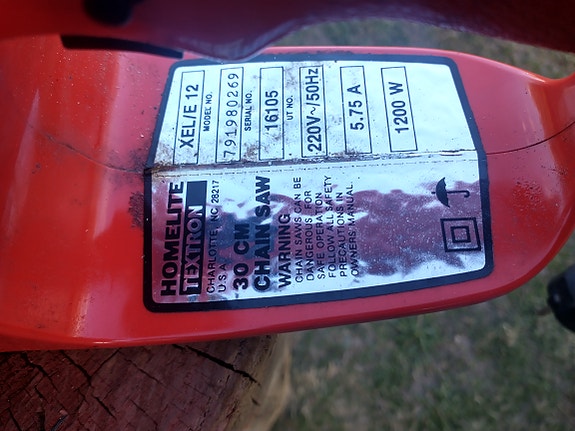 HOMELITE
TEXTRON
CHARLOTTE, NC 28217
U.S.A.
30 CM
CHAIN SAW
WARNING
CHAIN SAWS CAN BE
DANGEROUS. FOR
SAFE OPERATION
FOLLOW ALL SAFETY
PRECAUTIONS IN
OWNERS MANUAL.
XEL/E 12
MODEL NO.
791980269
SERIAL NO.
16105
UT NO.
220V~/50Hz
5.75 A
1200 W